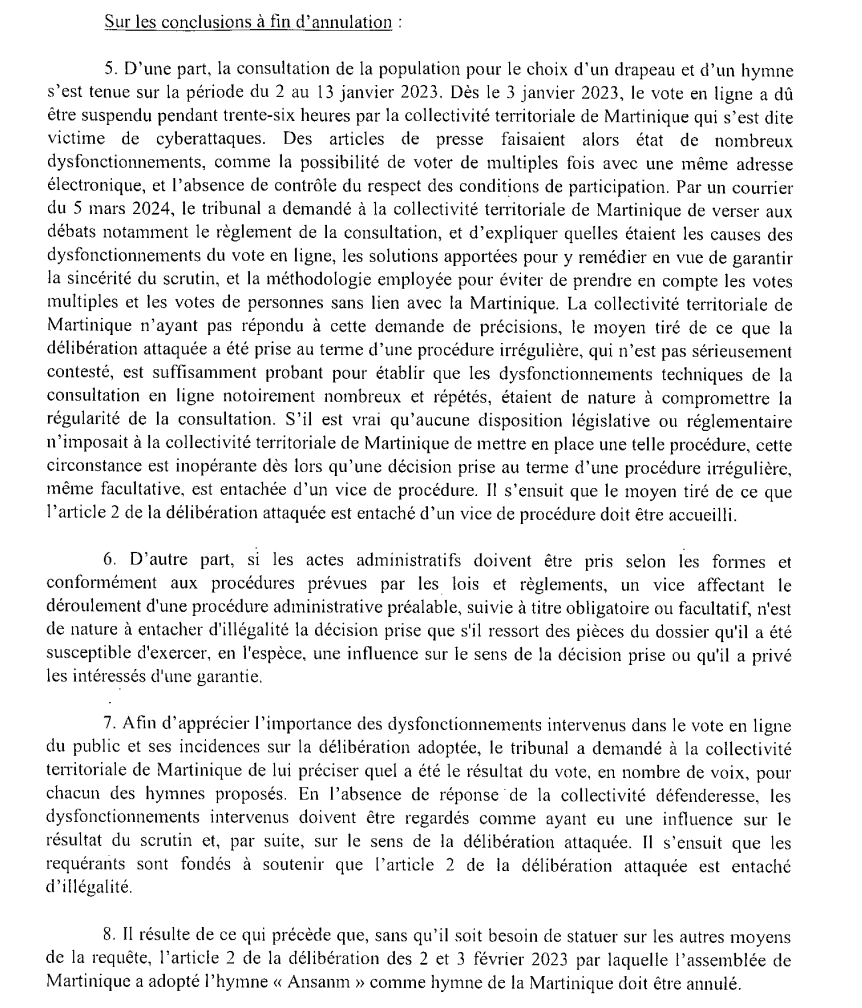 Sur les conclusions à fin d'annulation :
5. D'une part, la consultation de la population pour le choix d'un drapeau et d'un hymne
s'est tenue sur la période du 2 au 13 janvier 2023. Dès le 3 janvier 2023, le vote en ligne a dû
être suspendu pendant trente-six heures par la collectivité territoriale de Martinique qui s'est dite
victime de cyberattaques. Des articles de presse faisaient alors état de nombreux
dysfonctionnements, comme la possibilité de voter de multiples fois avec une même adresse
électronique, et l'absence de contrôle du respect des conditions de participation. Par un courrier
du 5 mars 2024, le tribunal a demandé à la collectivité territoriale de Martinique de verser aux
débats notamment le règlement de la consultation, et d'expliquer quelles étaient les causes des
dysfonctionnements du vote en ligne, les solutions apportées pour y remédier en vue de garantir
la sincérité du scrutin, et la méthodologie employée pour éviter de prendre en compte les votes
multiples et les votes de personnes sans lien avec la Martinique. La collectivité territoriale de
Martinique n'ayant pas répondu à cette demande de précisions, le moyen tiré de ce que la
délibération attaquée a été prise au terme d'une procédure irrégulière, qui n'est pas sérieusement
contesté, est suffisamment probant pour établir que les dysfonctionnements techniques de la
consultation en ligne notoirement nombreux et répétés, étaient de nature à compromettre la
régularité de la consultation. S'il est vrai qu'aucune disposition législative ou réglementaire
n'imposait à la collectivité territoriale de Martinique de mettre en place une telle procédure, cette
circonstance est inopérante dès lors qu'une décision prise au terme d'une procédure irrégulière,
même facultative, est entachée d'un vice de procédure. Il s'ensuit que le moyen tiré de ce que
l'article 2 de la délibération attaquée est entaché d'un vice de procédure doit être accueilli.
6. D'autre part, si les actes administratifs doivent être pris selon les formes et
conformément aux procédures prévues par les lois et règlements, un vice affectant le
déroulement d'une procédure administrative préalable, suivie à titre obligatoire ou facultatif, n'est
de nature à entacher d'illégalité la décision prise que s'il ressort des pièces du dossier qu'il a été
susceptible d'exercer, en l'espèce, une influence sur le sens de la décision prise ou qu'il a privé
les intéressés d'une garantie.
7. Afin d'apprécier l'importance des dysfonctionnements intervenus dans le vote en ligne
du public et ses incidences sur la délibération adoptée, le tribunal a demandé à la collectivité
territoriale de Martinique de lui préciser quel a été le résultat du vote, en nombre de voix, pour
chacun des hymnes proposés. En l'absence de réponse de la collectivité défenderesse, les
dysfonctionnements intervenus doivent être regardés comme ayant eu une influence sur le
résultat du scrutin et, par suite, sur le sens de la délibération attaquée. Il s'ensuit que les
requérants sont fondés à soutenir que l'article 2 de la délibération attaquée est entaché
d'illégalité.
8. Il résulte de ce qui précède que, sans qu'il soit besoin de statuer sur les autres moyens
de la requête, l'article 2 de la délibération des 2 et 3 février 2023 par laquelle l'assemblée de
Martinique a adopté l'hymne « Ansanm » comme hymne de la Martinique doit être annulé.